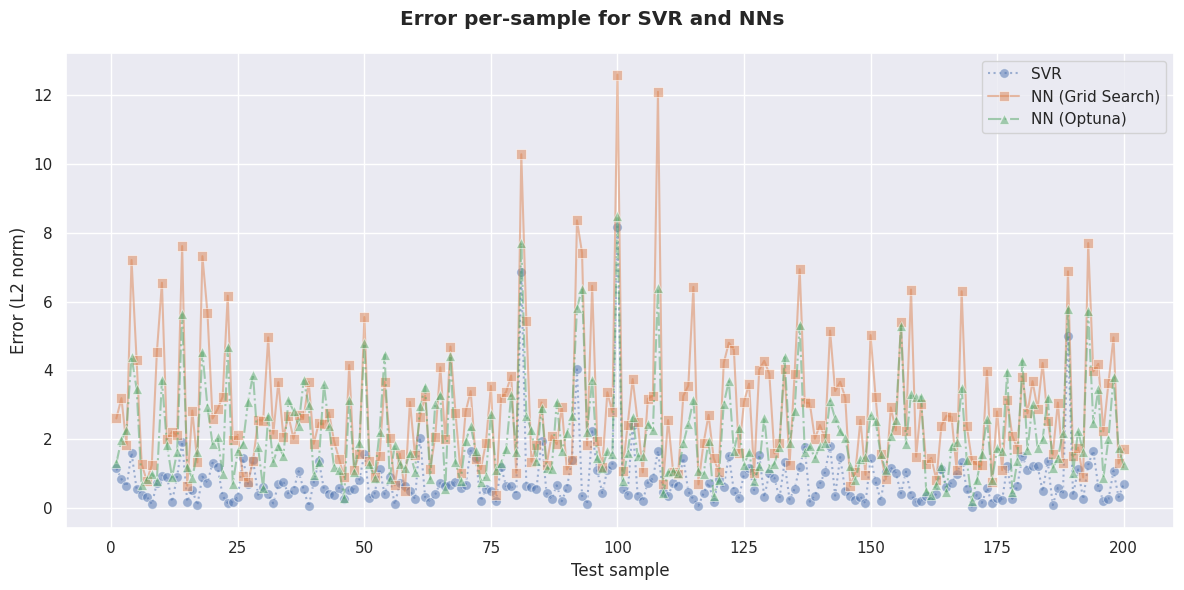 Error per-sample for SVR and NNs
SVR
NN (Grid Search)
NN (Optuna)
Error (L2 norm)
12
10
8
6
4
2
0
0 25 50 75 100 125 150 175 200
Test sample